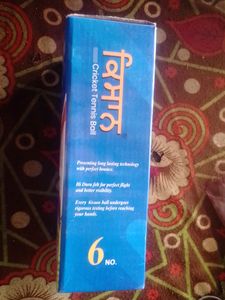 किसान
Cricket Tennis Ball
Presenting long lasting technology
with perfect bounce.
Hi Dura felt for perfect flight
and better visibility.
Every ball undergoes
rigorous testing before reaching
your hands.
6 NO.